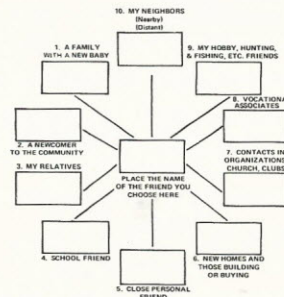 10. MY NEIGHBORS
(Nearby)
(Distant)
1. A FAMILY
WITH A NEW BABY
9. MY HOBBY, HUNTING,
& FISHING, ETC. FRIENDS
8. VOCATIONAL
ASSOCIATES
2. A NEWCOMER
TO THE COMMUNITY
3. MY RELATIVES
PLACE THE NAME
OF THE FRIEND YOU
CHOOSE HERE
7. CONTACTS IN
ORGANIZATIONS
CHURCH, CLUBS
4. SCHOOL FRIEND
6. NEW HOMES AND
THOSE BUILDING
OR BUYING
5. CLOSE PERSONAL
FRIEND